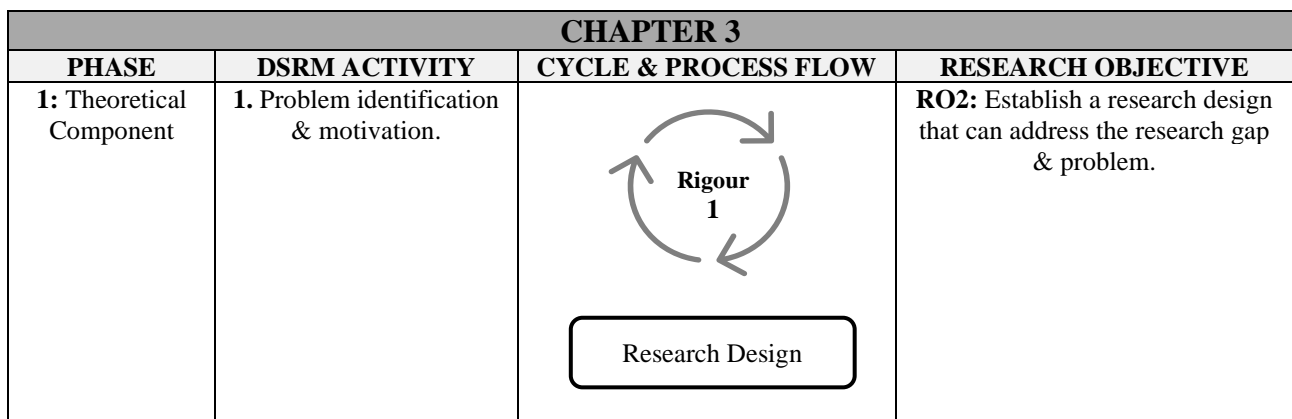 CHAPTER 3
PHASE
DSRM ACTIVITY
CYCLE & PROCESS FLOW
RESEARCH OBJECTIVE
1: Theoretical
Component
1. Problem identification
& motivation.
Rigour
1
Research Design
RO2: Establish a research design
that can address the research gap
& problem.